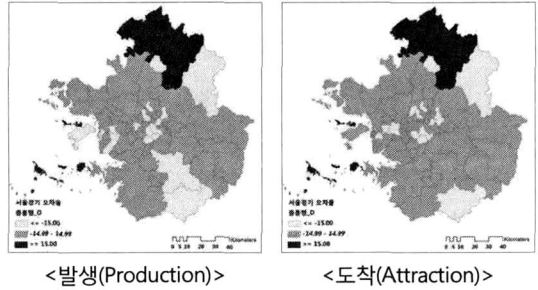 서울경기 오차율
총통행_D
<= -15.00
-14.99 - 14.99
>= 15.00
Kilometers
0 5 10 20 30 40
<발생(Production)>
서울경기 오차율
총통행_D
<= -15.00
-14.99 - 14.99
>= 15.00
Kilometers
0 5 10 20 30 40
<도착(Attraction)>